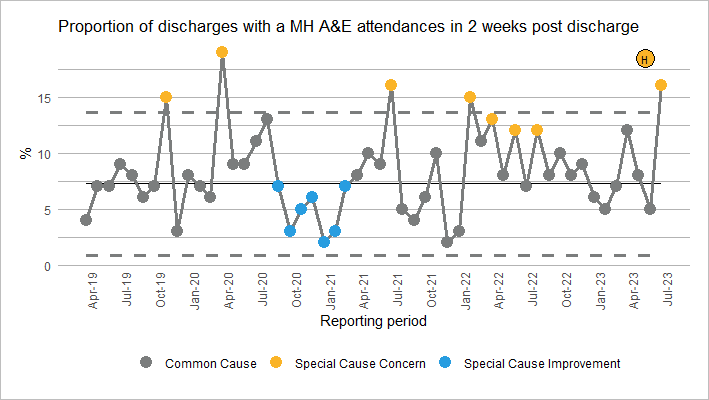 Proportion of discharges with a MH A&E attendances in 2 weeks post discharge
H
15
10
5
0
%
Apr-19
Jul-19
Oct-19
Jan-20
Apr-20
Jul-20
Oct-20
Jan-21
Apr-21
Jul-21
Oct-21
Jan-22
Apr-22
Jul-22
Oct-22
Jan-23
Apr-23
Jul-23
Reporting period
Common Cause Special Cause Concern Special Cause Improvement